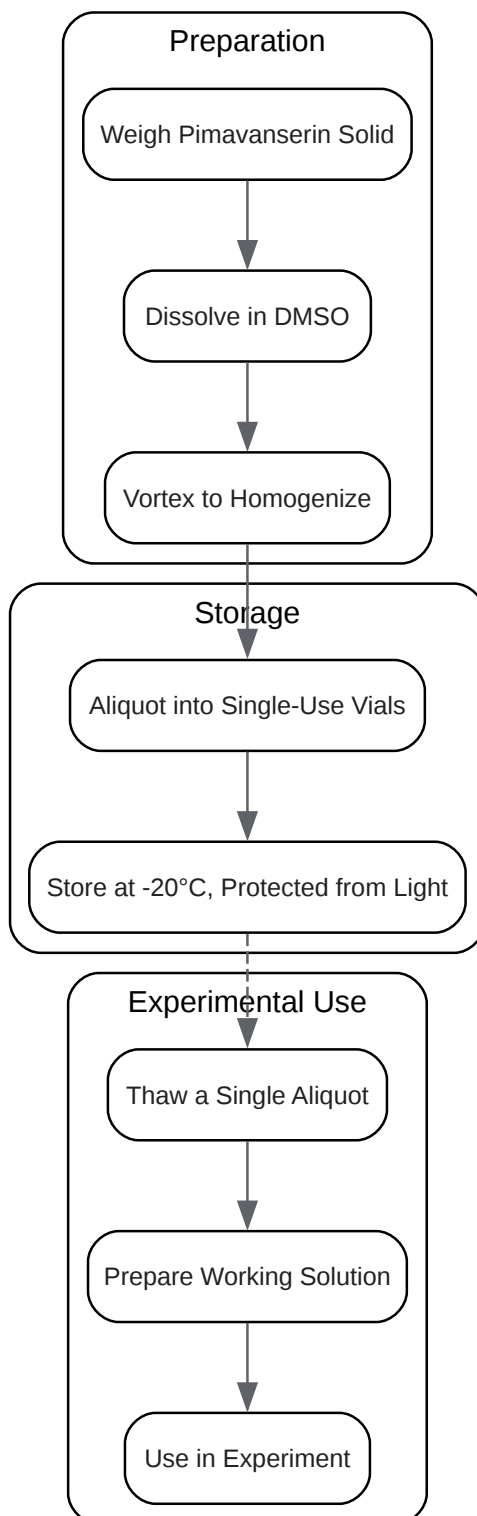 Preparation
Weigh Pimavanserin Solid
Dissolve in DMSO
Vortex to Homogenize
Storage
Aliquot into Single-Use Vials
Store at -20°C, Protected from Light
Experimental Use
Thaw a Single Aliquot
Prepare Working Solution
Use in Experiment